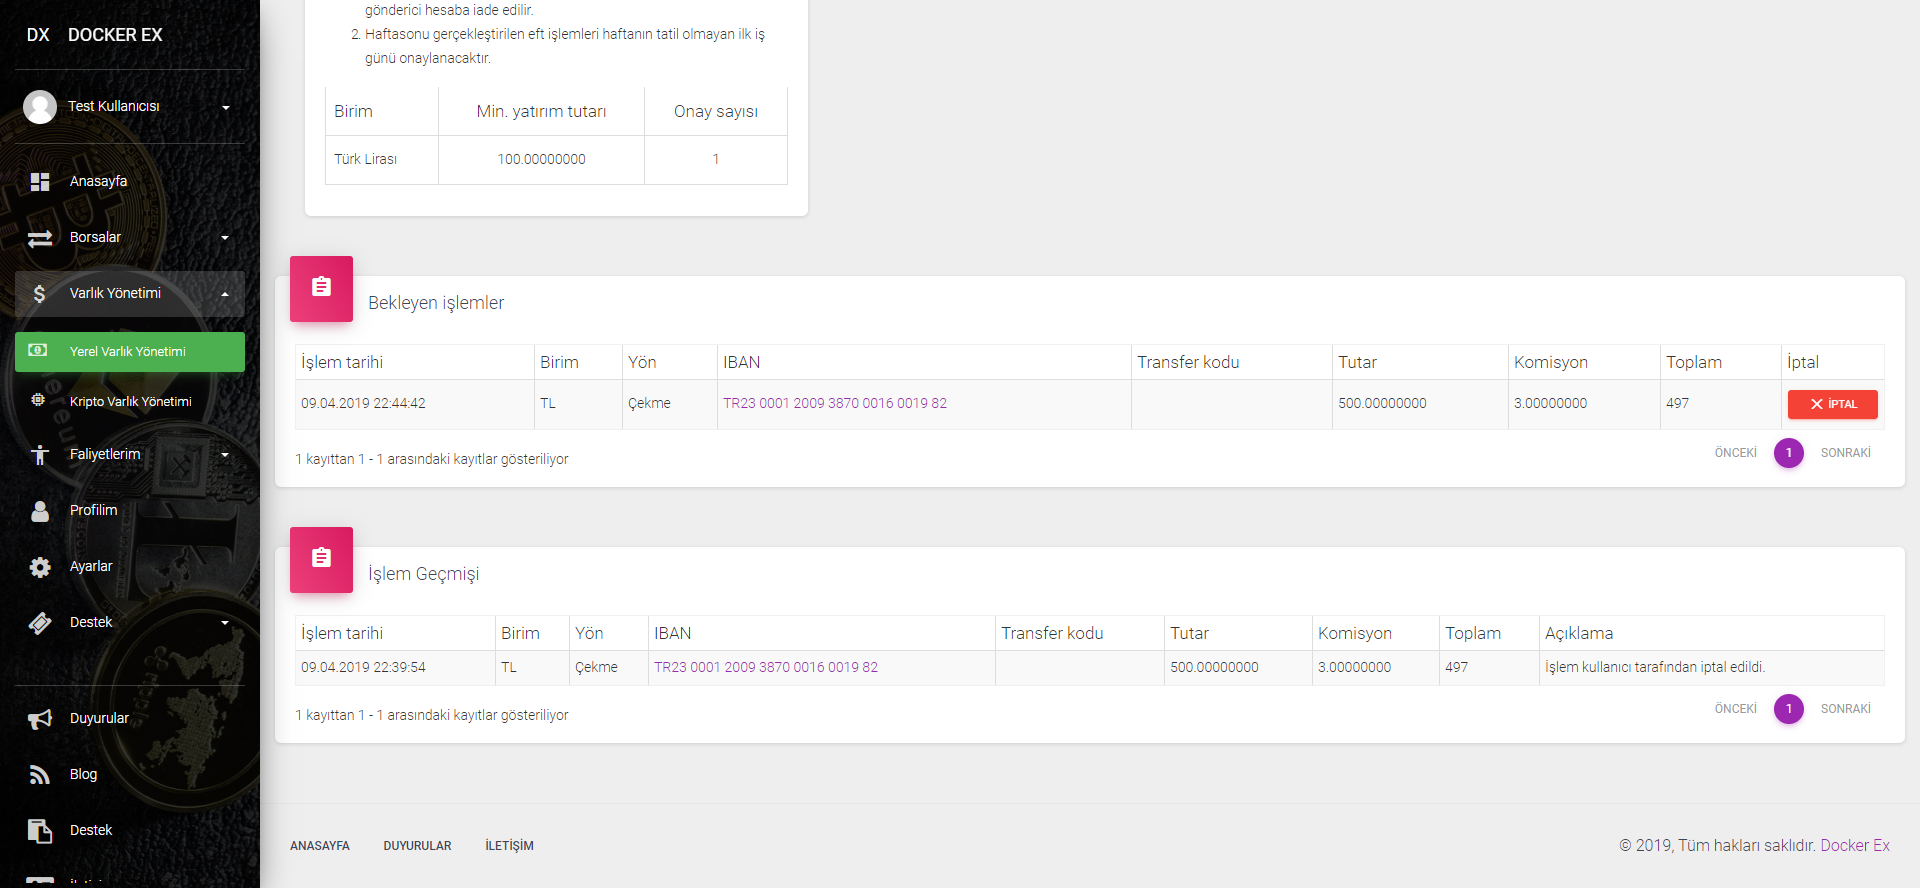 DX DOCKER EX
Test Kullanıcısı
Anasayfa
Borsalar
Varlık Yönetimi
Yerel Varlık Yönetimi
Kripto Varlık Yönetimi
Faliyetlerim
Profilim
Ayarlar
Destek
Duyurular
Blog
Destek
gönderici hesaba iade edilir.
2. Haftasonu gerçekleştirilen eft işlemleri haftanın tatil olmayan ilk iş
günü onaylanacaktır.
Birim Min. yatırım tutarı Onay sayısı
Türk Lirası 100.00000000 1
Bekleyen işlemler
İşlem tarihi Birim Yön IBAN Transfer kodu Tutar Komisyon Toplam İptal
09.04.2019 22:44:42 TL Çekme TR23 0001 2009 3870 0016 0019 82 500.00000000 3.00000000 497 İPTAL
1 kayıttan 1 - 1 arasındaki kayıtlar gösteriliyor ÖNCEKİ 1 SONRAKİ
İşlem Geçmişi
İşlem tarihi Birim Yön IBAN Transfer kodu Tutar Komisyon Toplam Açıklama
09.04.2019 22:39:54 TL Çekme TR23 0001 2009 3870 0016 0019 82 500.00000000 3.00000000 497 İşlem kullanıcı tarafından iptal edildi.
1 kayıttan 1 - 1 arasındaki kayıtlar gösteriliyor ÖNCEKİ 1 SONRAKİ
ANASAYFA DUYURULAR İLETİŞİM
© 2019, Tüm hakları saklıdır. Docker Ex